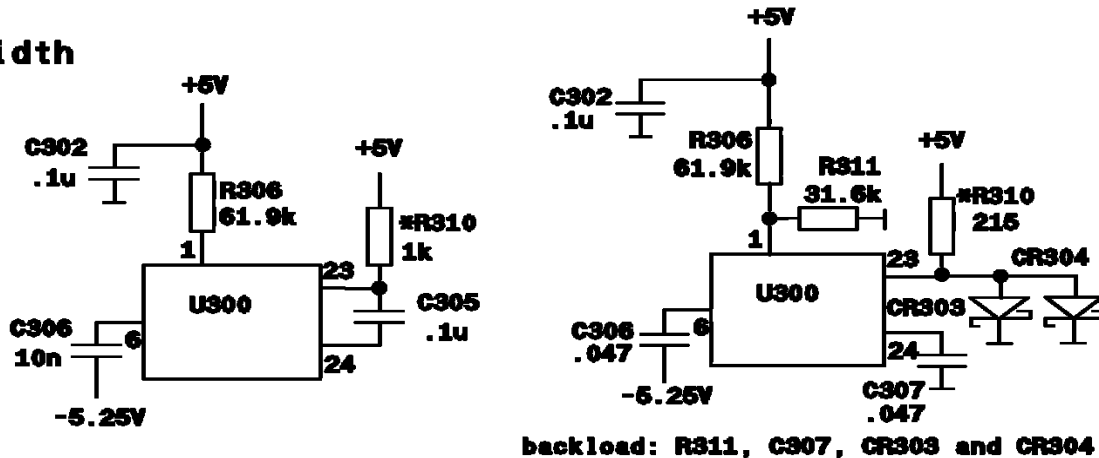 idth
+5V
C302
.1u
R306
61.9k
+5V
*R310
1k
1
23
U300
C305
.1u
C306
10n
6
24
-5.25V
+5V
C302
.1u
R306
61.9k
R311
31.6k
+5V
*R310
215
1
23
CR304
U300
CR303
C306
.047
6
24
C307
.047
-5.25V
backload: R311, C307, CR303 and CR304